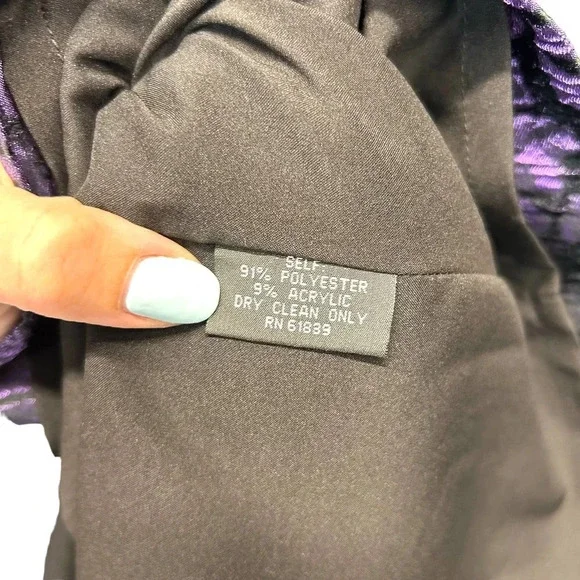 SELF
91% POLYESTER
9% ACRYLIC
DRY CLEAN ONLY
RN 61839